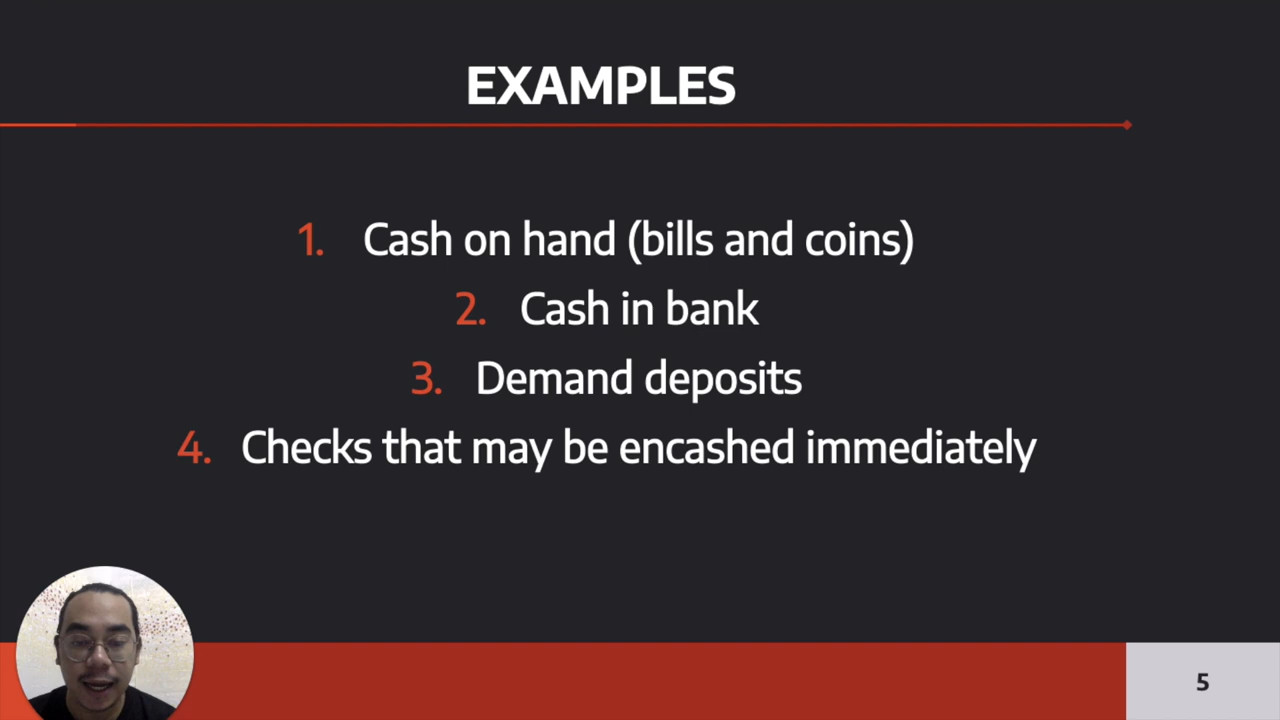 EXAMPLES
1. Cash on hand (bills and coins)
2. Cash in bank
3. Demand deposits
4. Checks that may be encashed immediately
5